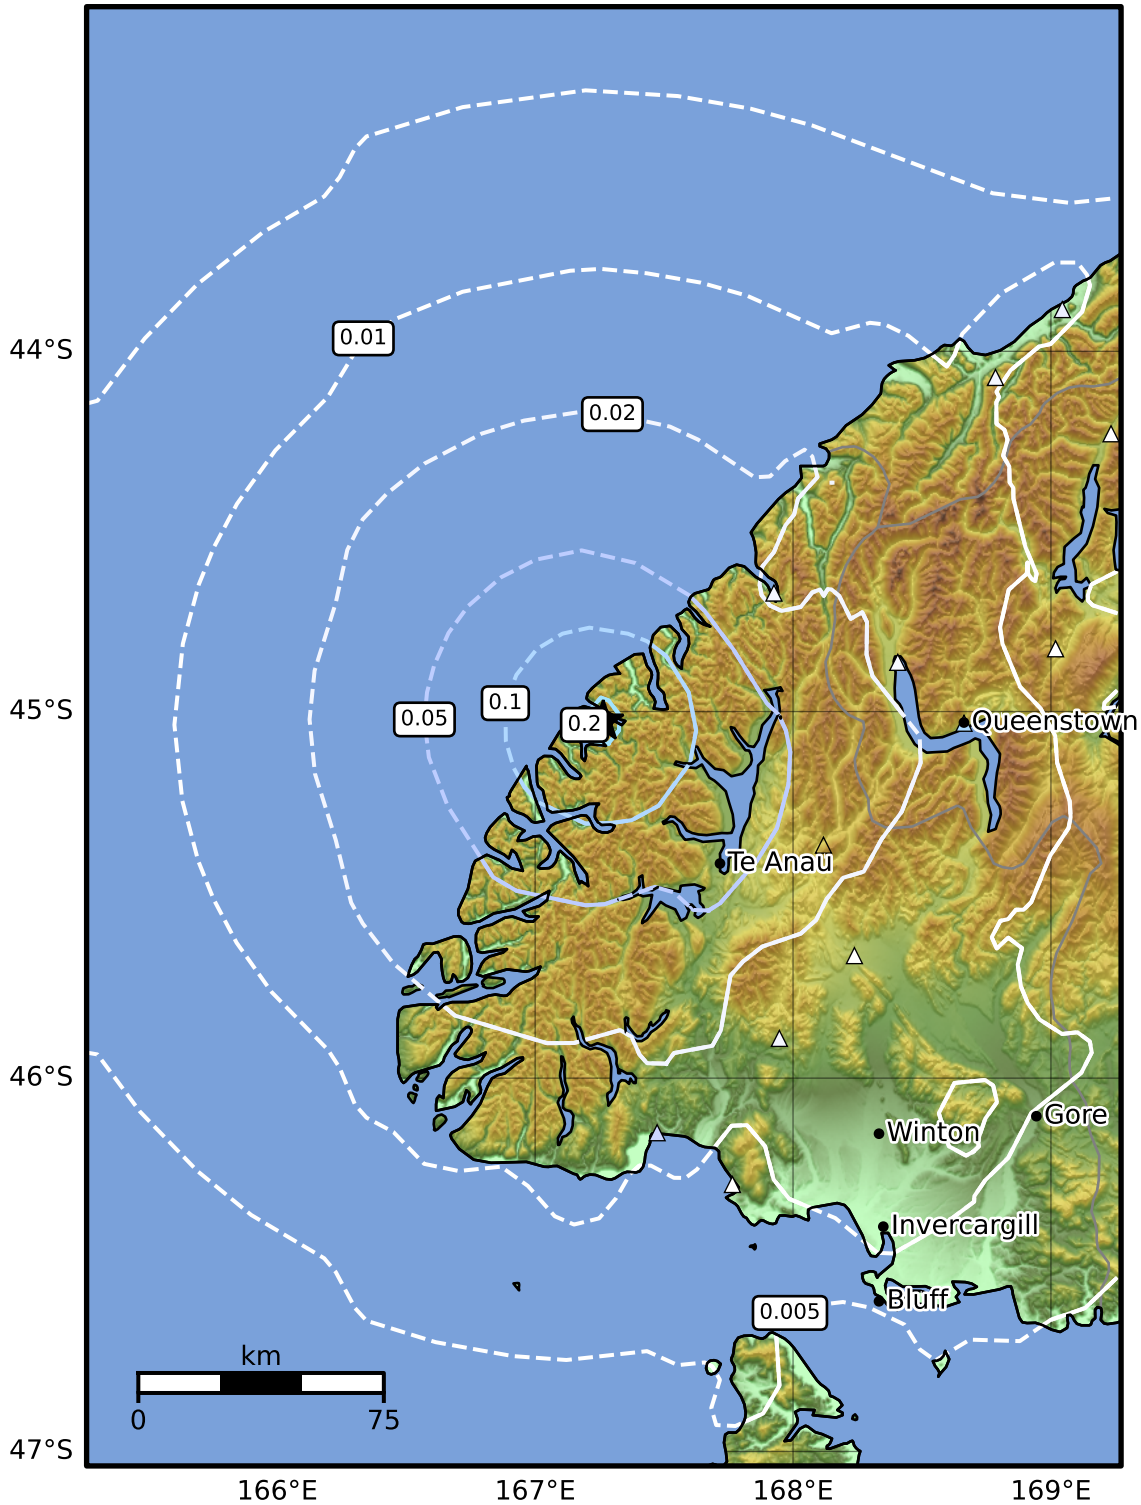 0.01
44°S
0.02
45°S
0.1
0.05
0.2
Queenstown
Te Anau
46°S
Gore
Winton
Invercargill
Bluff
0.005
km
0
75
47°S
166°E
167°E
168°E
169°E